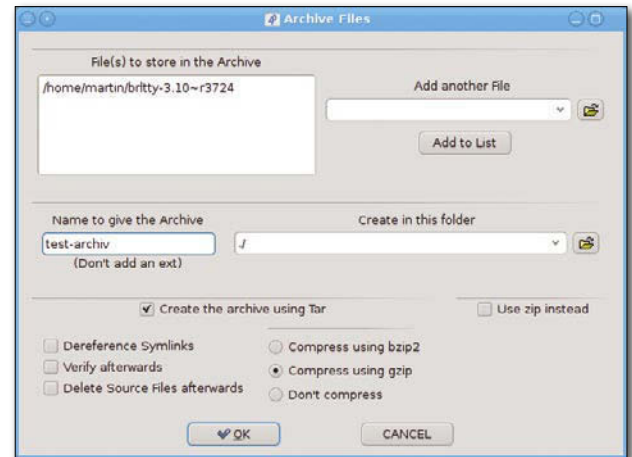 Archive Files
File(s) to store in the Archive
/home/martin/brltty-3.10~r3724
Add another File
Add to List
Name to give the Archive
Create in this folder
test-archiv
./
(Don't add an ext)
Create the archive using Tar
Use zip instead
Dereference Symlinks
Compress using bzip2
Verify afterwards
Compress using gzip
Delete Source Files afterwards
Don't compress
OK
CANCEL